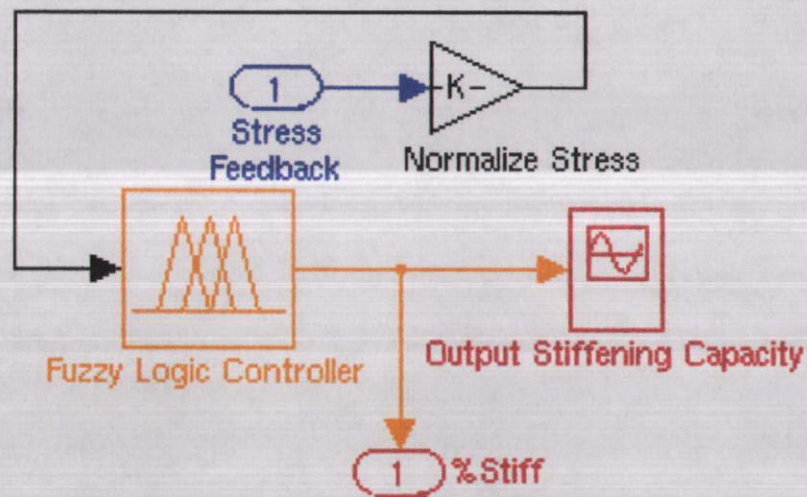 1
-K-
Stress
Feedback
Normalize Stress
Fuzzy Logic Controller
Output Stiffening Capacity
1
%Stiff